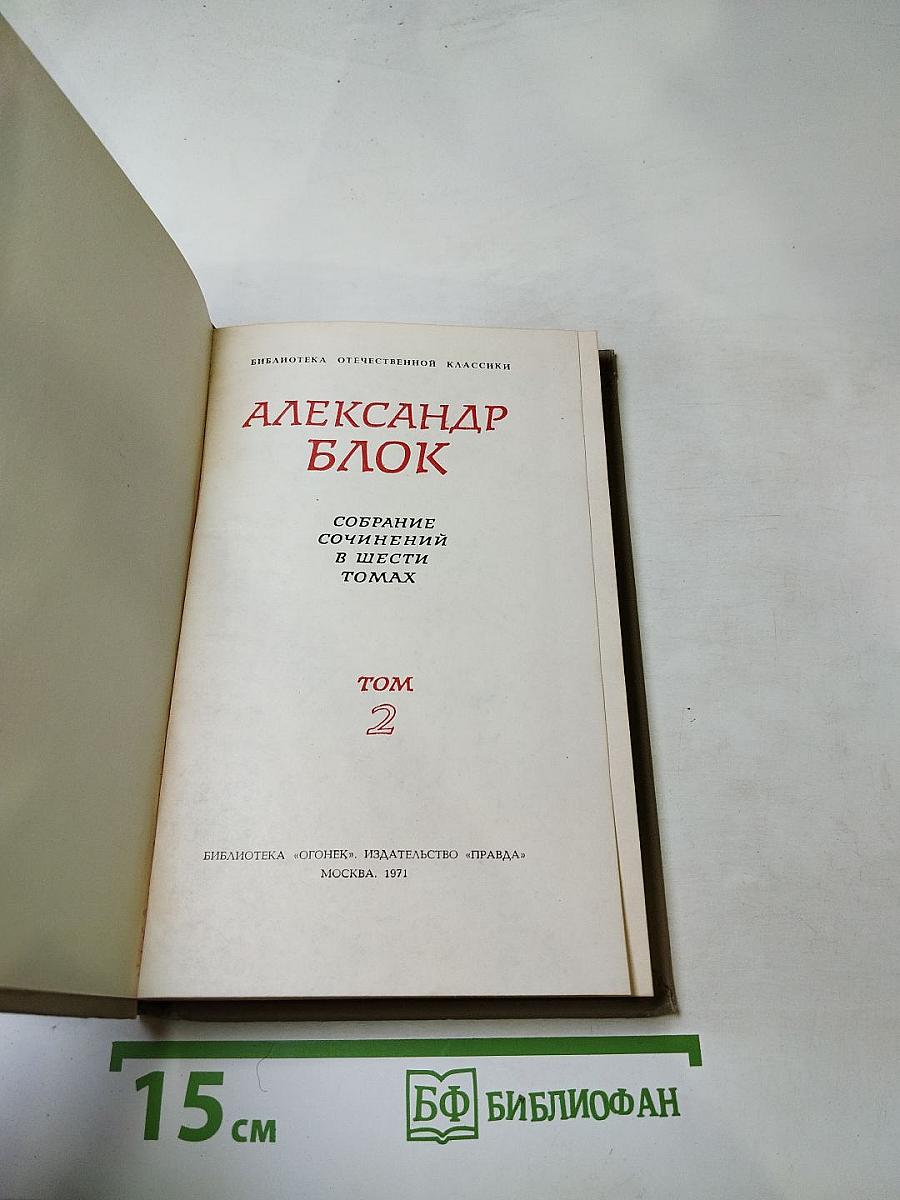 БИБЛИОТЕКА ОТЕЧЕСТВЕННОЙ КЛАССИКИ
АЛЕКСАНДР
БЛОК
СОБРАНИЕ
СОЧИНЕНИЙ
В ШЕСТИ
ТОМАХ
ТОМ
2
БИБЛИОТЕКА «ОГОНЕК». ИЗДАТЕЛЬСТВО «ПРАВДА»
МОСКВА. 1971
15 см
БФ БИБЛИОФАН